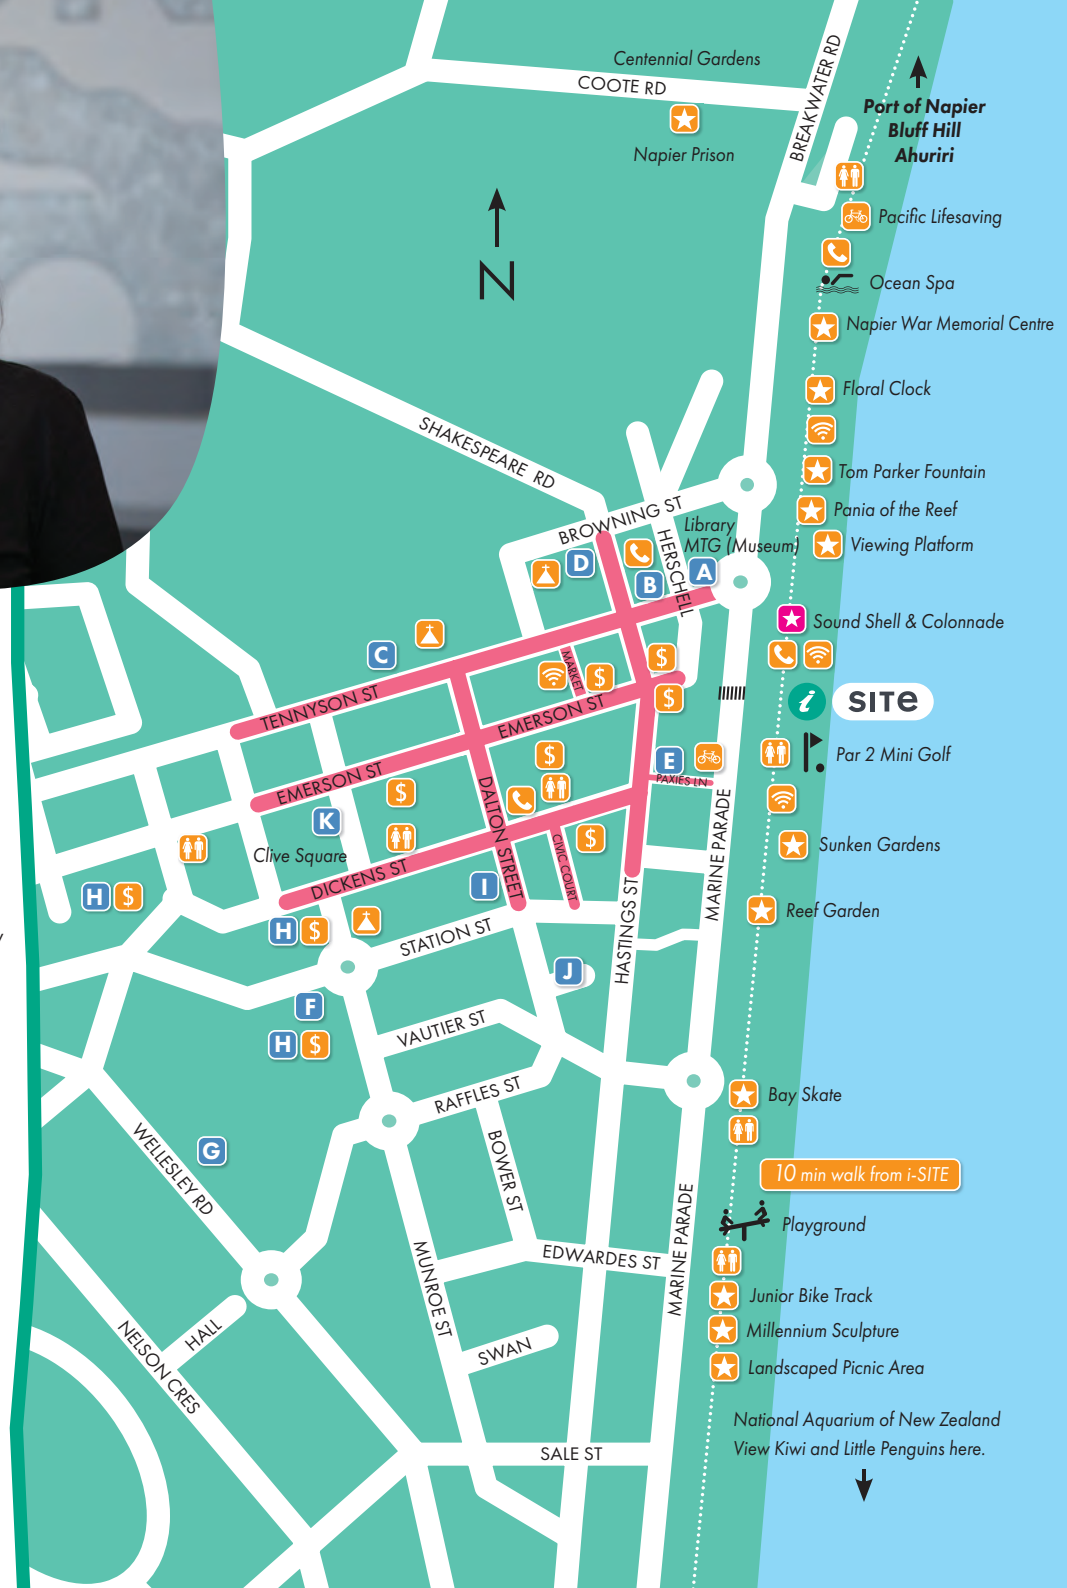 Centennial Gardens
COOTE RD
BREAKWATER RD
Port of Napier
Bluff Hill
Ahuriri
Napier Prison
Pacific Lifesaving
N
Ocean Spa
Napier War Memorial Centre
Floral Clock
SHAKESPEARE RD
Tom Parker Fountain
BROWNING ST
Library
MTG (Museum)
HERSCHELL
Pania of the Reef
Viewing Platform
D
B
A
Sound Shell & Colonnade
C
MARKET
$
$
$
TENNYSON ST
EMERSON ST
i SITE
E
PAXIES LN
Par 2 Mini Golf
EMERSON ST
$
$
DALTON STREET
MARINE PARADE
K
Clive Square
CIVIC COURT
$
Sunken Gardens
DICKENS ST
I
H $
H $
Reef Garden
STATION ST
HASTINGS ST
J
F
H $
VAUTIER ST
RAFFLES ST
Bay Skate
WELLESLEY RD
G
BOWER ST
10 min walk from i-SITE
Playground
MUNROE ST
EDWARDES ST
MARINE PARADE
Junior Bike Track
NELSON CRES
HALL
SWAN
Millennium Sculpture
Landscaped Picnic Area
National Aquarium of New Zealand
View Kiwi and Little Penguins here.
SALE ST